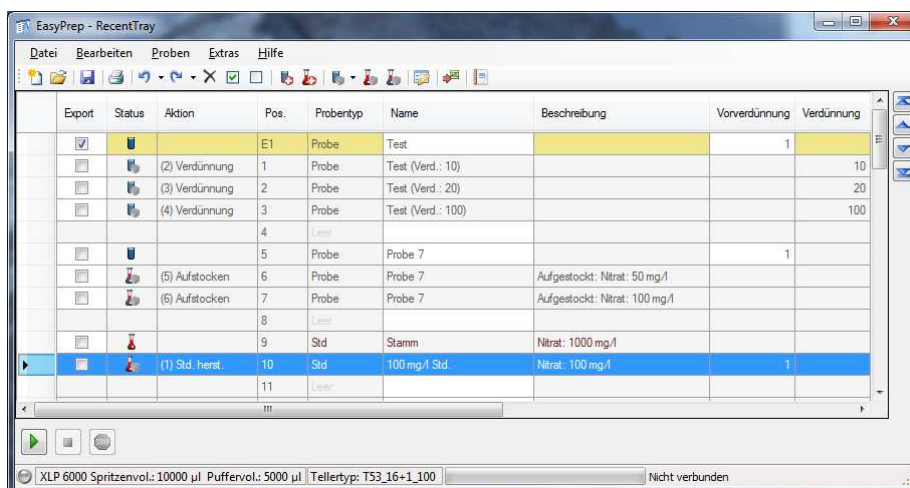 EasyPrep - RecentTray
Datei Bearbeiten Proben Extras Hilfe
Export Status Aktion Pos. Probentyp Name Beschreibung Vorverdünnung Verdünnung
E1 Probe Test 1
(2) Verdünnung 1 Probe Test (Verd.: 10) 10
(3) Verdünnung 2 Probe Test (Verd.: 20) 20
(4) Verdünnung 3 Probe Test (Verd.: 100) 100
4 Leer
5 Probe Probe 7 1
(5) Aufstocken 6 Probe Probe 7 Aufgestockt: Nitrat: 50 mg/l
(6) Aufstocken 7 Probe Probe 7 Aufgestockt: Nitrat: 100 mg/l
8 Leer
9 Std Stamm Nitrat: 1000 mg/l
(1) Std. herst. 10 Std 100 mg/l Std. Nitrat: 100 mg/l 1
11 Leer
STOP
XLP 6000 Spritzenvol.: 10000 µl Puffervol.: 5000 µl Tellertyp: T53_16+1_100 Nicht verbunden